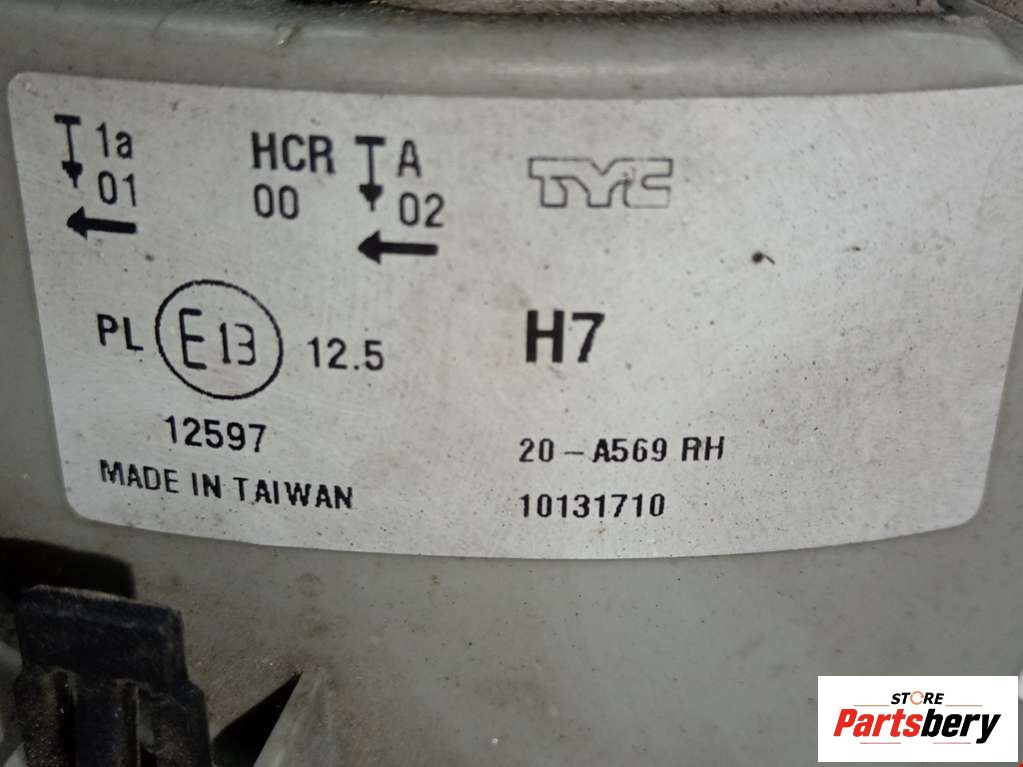 1a HCR A TYC
01 00 02
PL E13 12.5 H7
12597 20-A569 RH
MADE IN TAIWAN 10131710
STORE
Partsbery